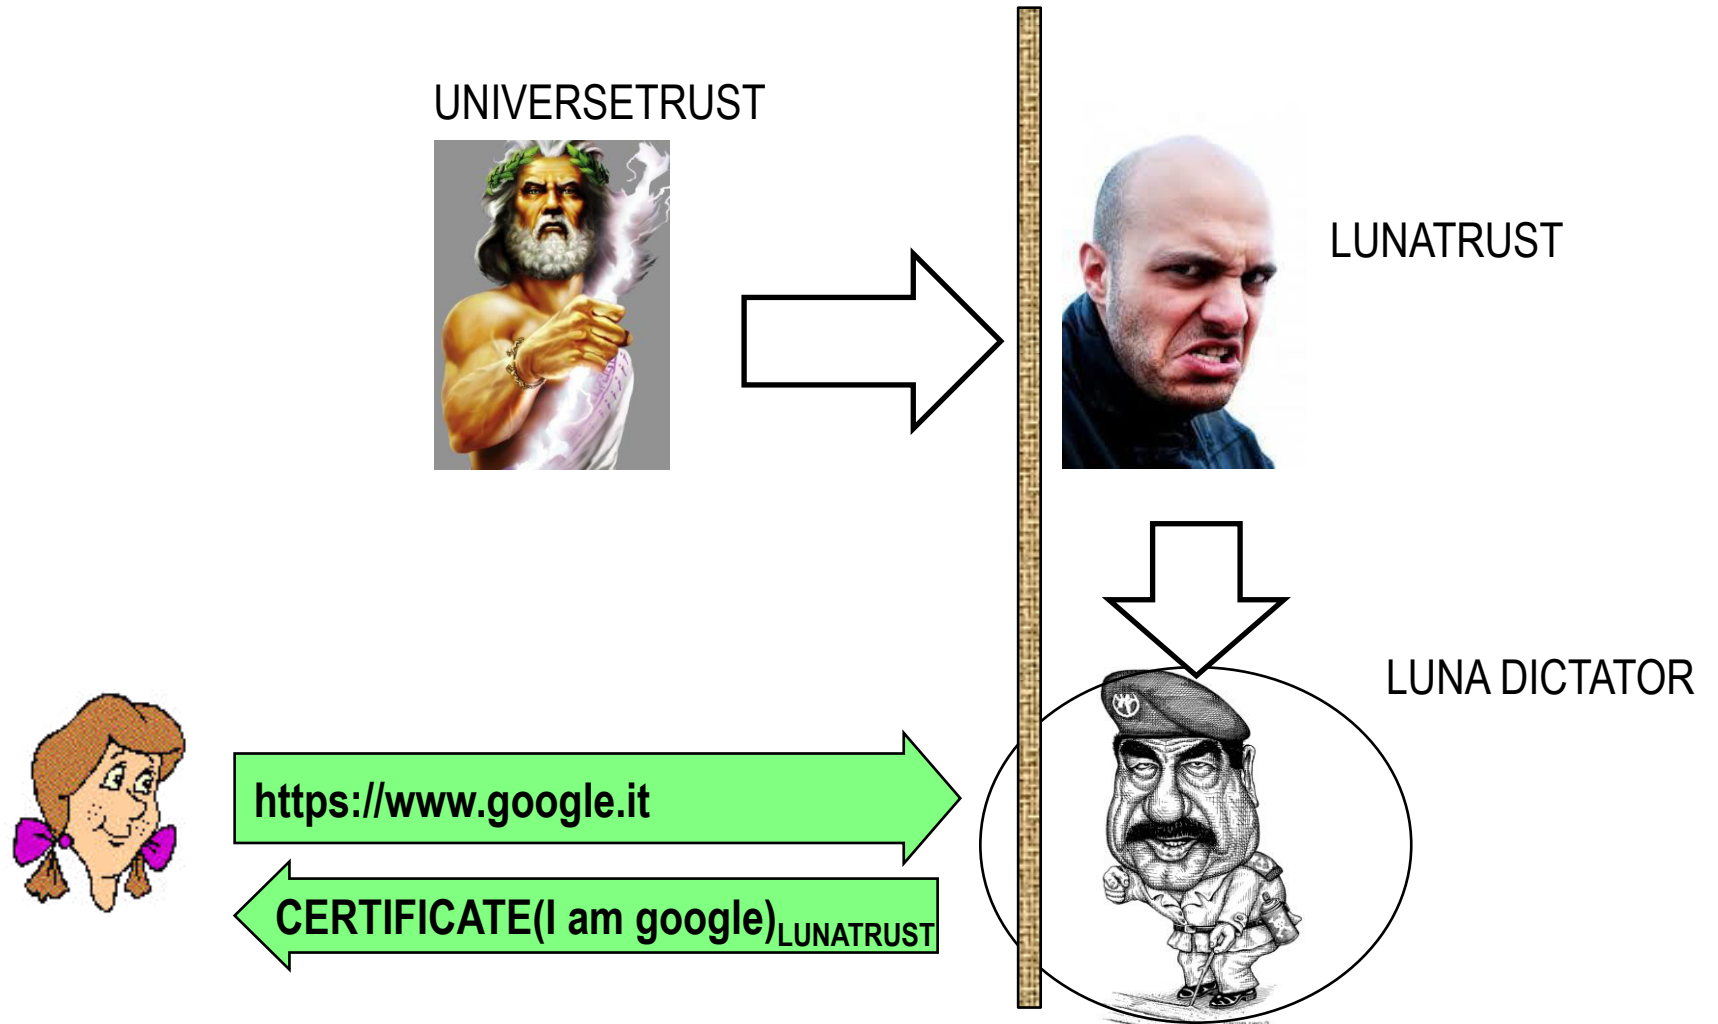 UNIVERSETRUST
LUNATRUST
LUNA DICTATOR
https://www.google.it
CERTIFICATE(I am google)LUNATRUST